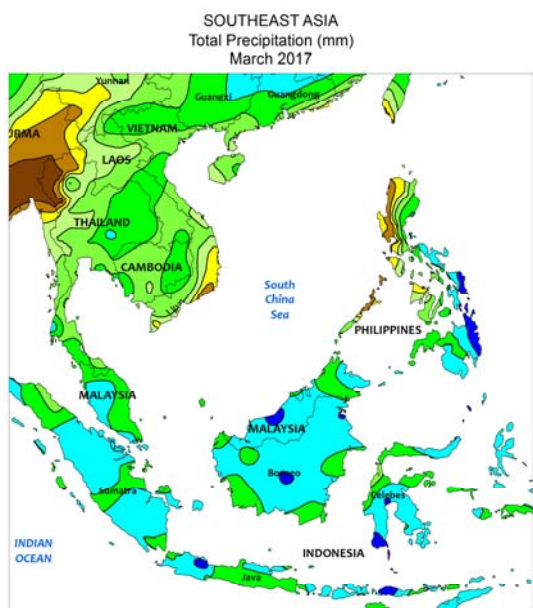 SOUTHEAST ASIA
Total Precipitation (mm)
March 2017
Yunnan
Guangxi
Guangdong
URMA
VIETNAM
LAOS
THAILAND
CAMBODIA
South
China
Sea
PHILIPPINES
MALAYSIA
MALAYSIA
Borneo
Sumatra
Celebes
INDIAN
OCEAN
INDONESIA
Java